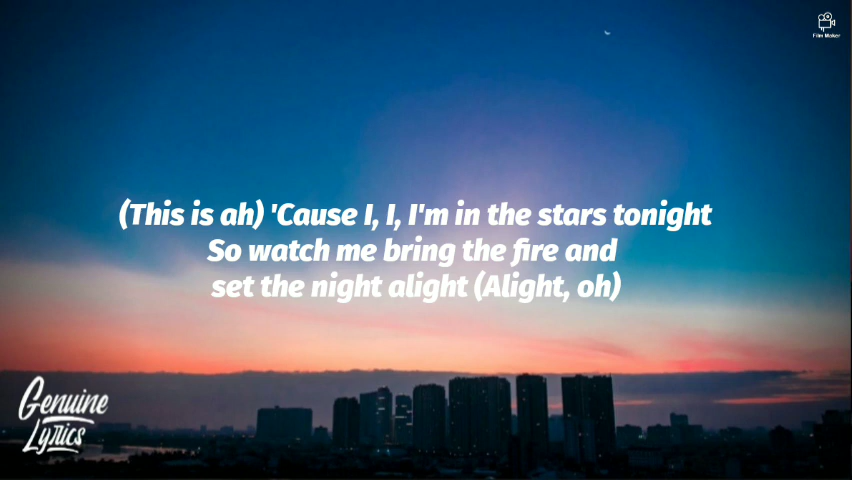 Film Maker
(This is ah) 'Cause I, I, I'm in the stars tonight
So watch me bring the fire and
set the night alight (Alight, oh)
Genuine
Lyrics